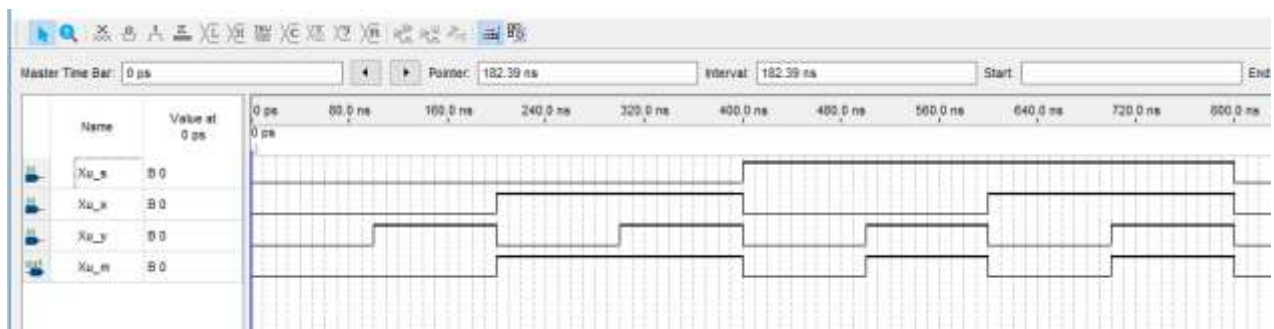 Master Time Bar: 0 ps Pointer: 182.39 ns Interval: 182.39 ns Start: End
Name Value at 0 ps 0 ps 80.0 ns 160.0 ns 240.0 ns 320.0 ns 400.0 ns 480.0 ns 560.0 ns 640.0 ns 720.0 ns 800.0 ns
0 ps
Xu_s B 0
Xu_x B 0
Xu_y B 0
Xu_m B 0